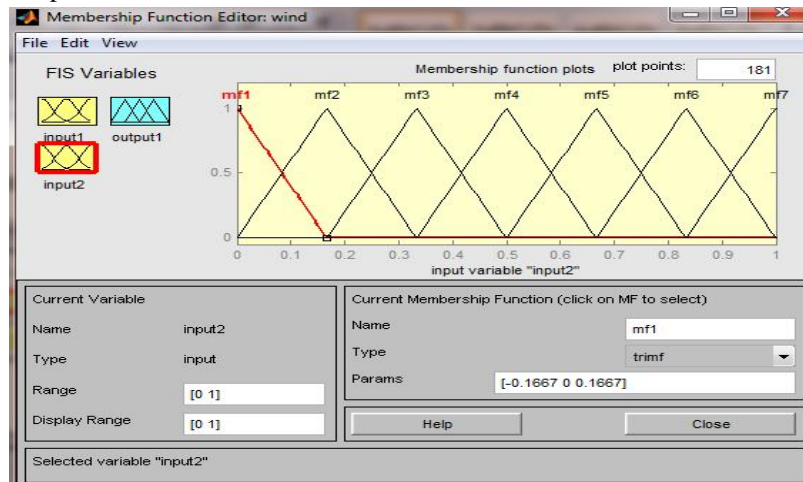 Membership Function Editor: wind
File Edit View
FIS Variables
input1 output1
input2
Membership function plots plot points: 181
mf1 mf2 mf3 mf4 mf5 mf6 mf7
1
0.5
0
0 0.1 0.2 0.3 0.4 0.5 0.6 0.7 0.8 0.9 1
input variable "input2"
Current Variable
Name input2
Type input
Range [0 1]
Display Range [0 1]
Current Membership Function (click on MF to select)
Name mf1
Type trimf
Params [-0.1667 0 0.1667]
Help Close
Selected variable "input2"